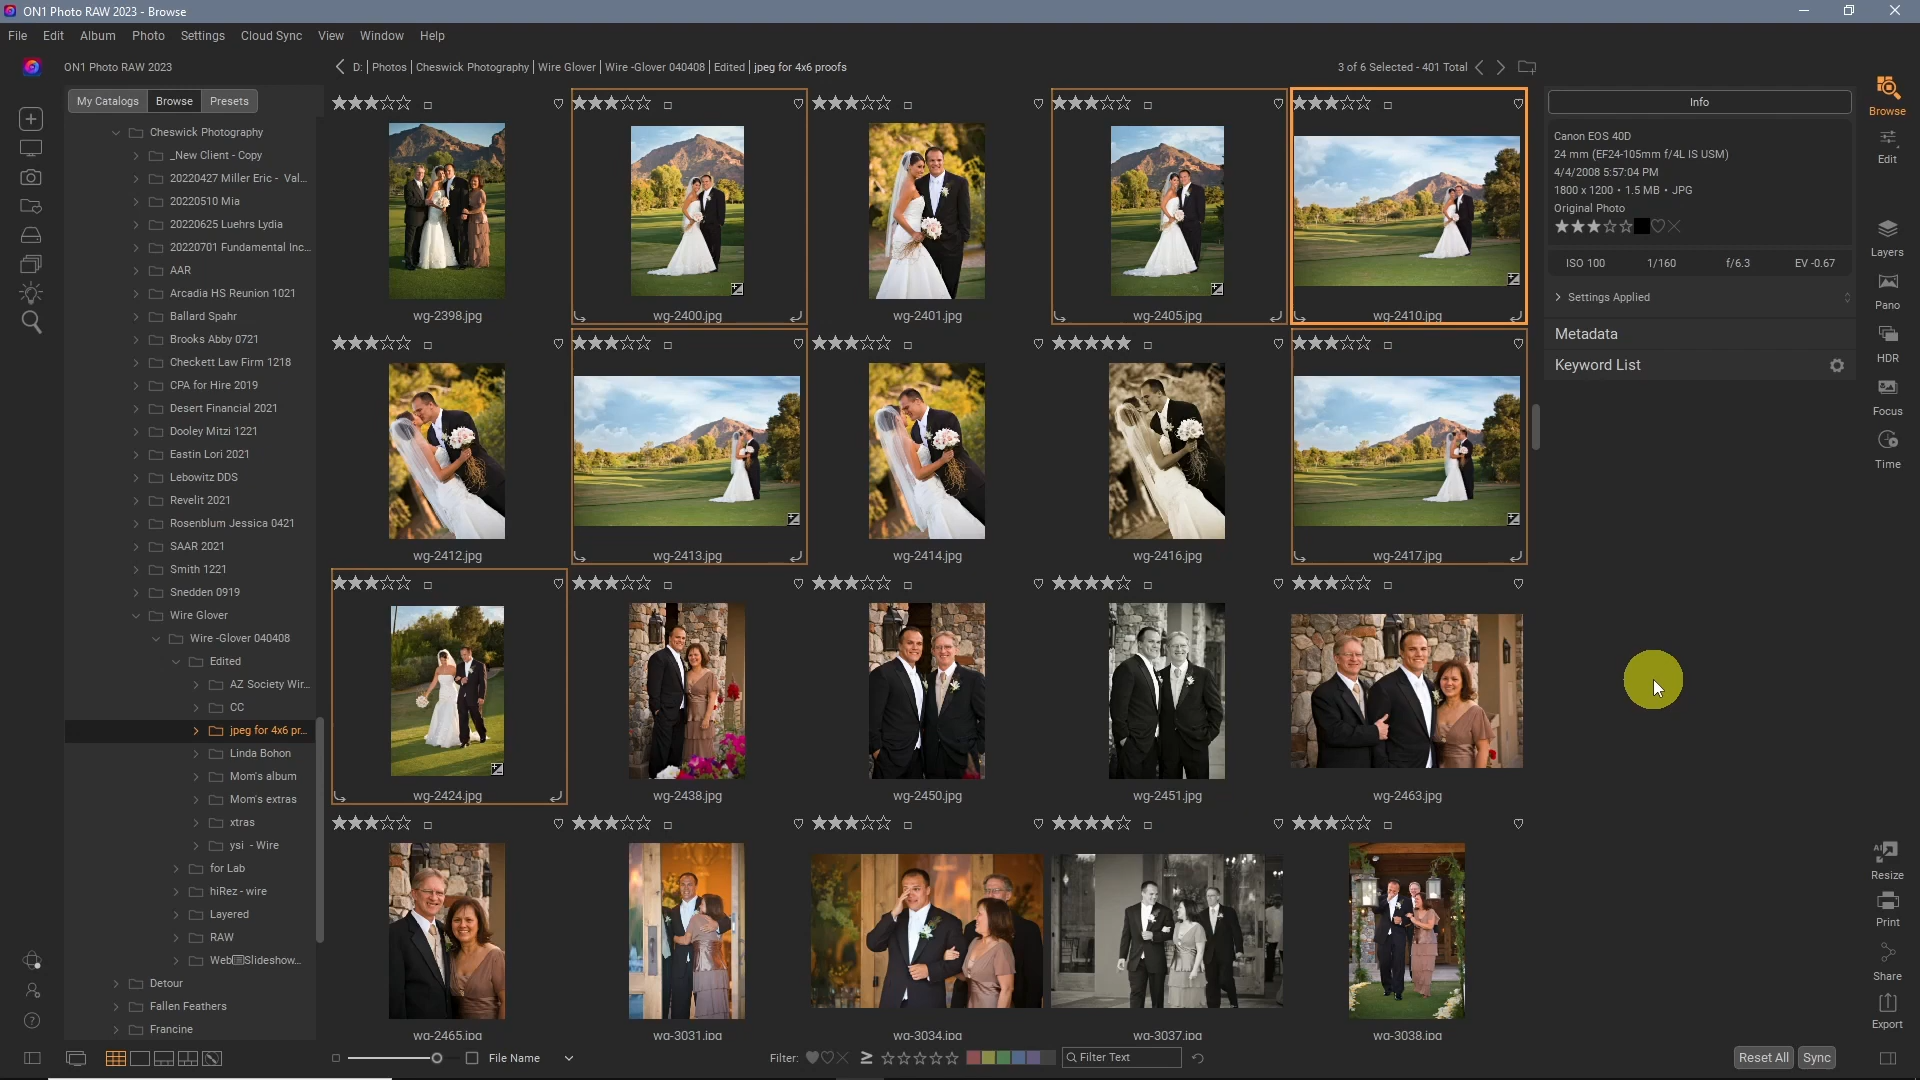 ON1 Photo RAW 2023 - Browse
File Edit Album Photo Settings Cloud Sync View Window Help
ON1 Photo RAW 2023
D: Photos Cheswick Photography Wire Glover Wire -Glover 040408 Edited jpeg for 4x6 proofs
3 of 6 Selected - 401 Total
My Catalogs Browse Presets
Cheswick Photography
_New Client - Copy
20220427 Miller Eric - Val...
20220510 Mia
20220625 Luehrs Lydia
20220701 Fundamental Inc...
AAR
Arcadia HS Reunion 1021
Ballard Spahr
Brooks Abby 0721
Checkett Law Firm 1218
CPA for Hire 2019
Desert Financial 2021
Dooley Mitzi 1221
Eastin Lori 2021
Lebowitz DDS
Revelit 2021
Rosenblum Jessica 0421
SAAR 2021
Smith 1221
Snedden 0919
Wire Glover
Wire -Glover 040408
Edited
AZ Society Wir...
CC
jpeg for 4x6 pr...
Linda Bohon
Mom's album
Mom's extras
xtras
ysi - Wire
for Lab
hiRez - wire
Layered
RAW
Web Slideshow...
Detour
Fallen Feathers
Francine
wg-2398.jpg wg-2400.jpg wg-2401.jpg wg-2405.jpg wg-2410.jpg
wg-2412.jpg wg-2413.jpg wg-2414.jpg wg-2416.jpg wg-2417.jpg
wg-2424.jpg wg-2438.jpg wg-2450.jpg wg-2451.jpg wg-2463.jpg
wg-2465.jpg wg-3031.jpg wg-3034.jpg wg-3037.jpg wg-3038.jpg
File Name
Filter:
Filter Text
Info
Canon EOS 40D
24 mm (EF24-105mm f/4L IS USM)
4/4/2008 5:57:04 PM
1800 x 1200 • 1.5 MB • JPG
Original Photo
ISO 100 1/160 f/6.3 EV -0.67
Settings Applied
Metadata
Keyword List
Reset All Sync
Browse
Edit
Layers
Pano
HDR
Focus
Time
AI
Resize
Print
Share
Export